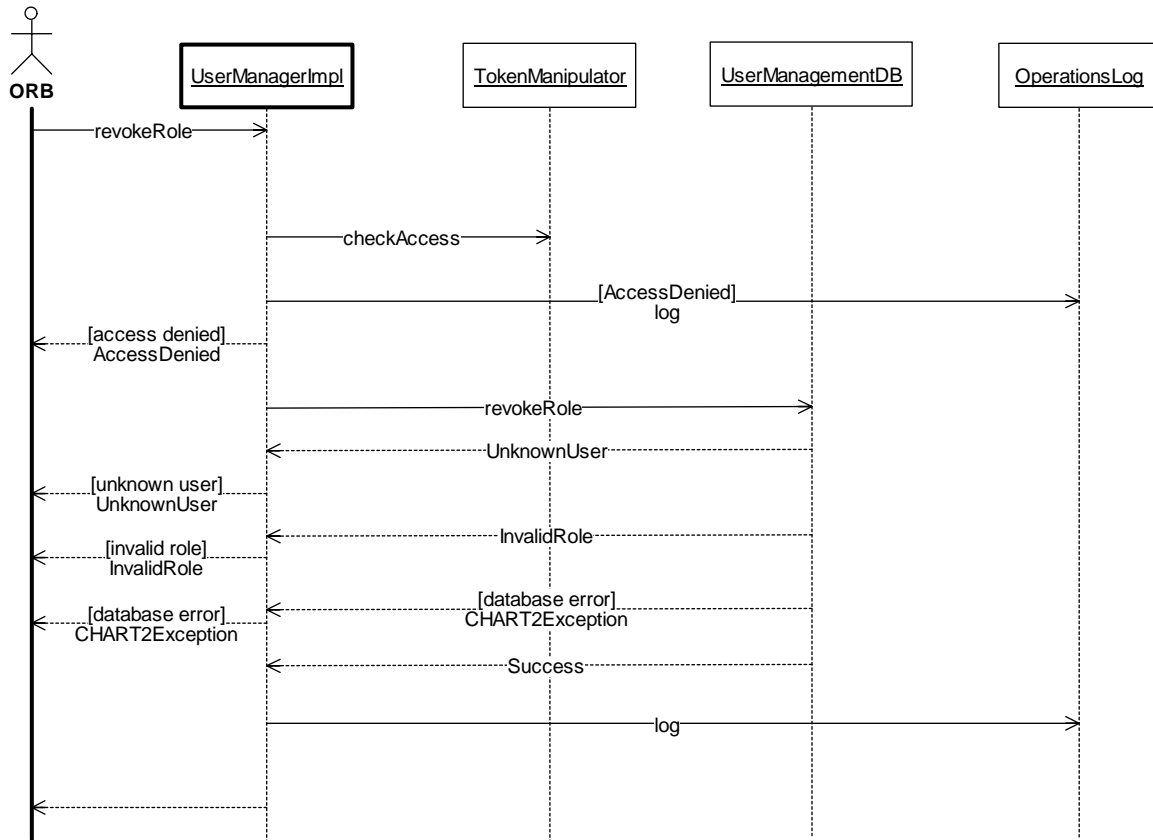 UserManagerImpl
TokenManipulator
UserManagementDB
OperationsLog
ORB
revokeRole
checkAccess
[AccessDenied]
log
[access denied]
AccessDenied
revokeRole
UnknownUser
[unknown user]
UnknownUser
InvalidRole
[invalid role]
InvalidRole
[database error]
CHART2Exception
[database error]
CHART2Exception
Success
log